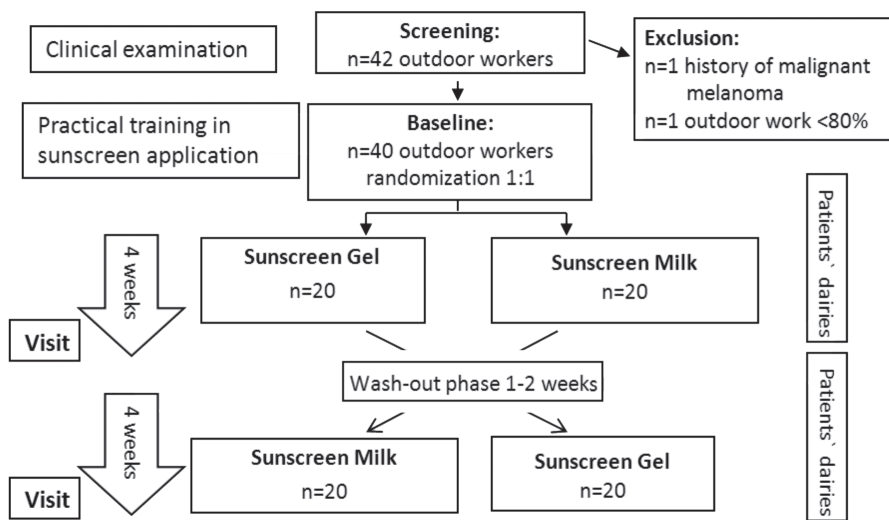 Clinical examination
Screening:
n=42 outdoor workers
Exclusion:
n=1 history of malignant
melanoma
n=1 outdoor work <80%
Practical training in
sunscreen application
Baseline:
n=40 outdoor workers
randomization 1:1
4 weeks
Sunscreen Gel
n=20
Sunscreen Milk
n=20
Patients` dairies
Visit
Wash-out phase 1-2 weeks
4 weeks
Sunscreen Milk
n=20
Sunscreen Gel
n=20
Patients` dairies
Visit